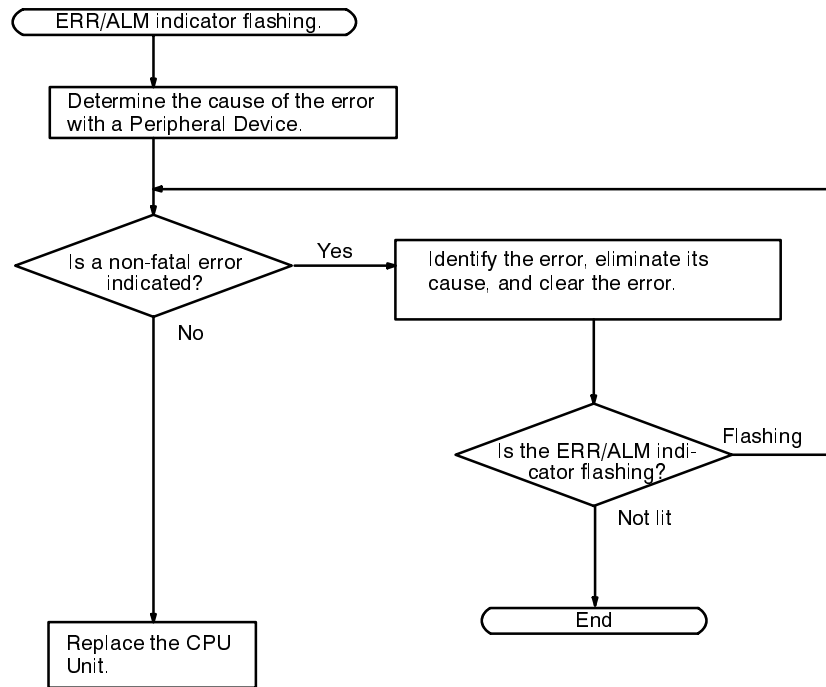 ERR/ALM indicator flashing.
Determine the cause of the error
with a Peripheral Device.
Is a non-fatal error
indicated?
Yes
Identify the error, eliminate its
cause, and clear the error.
No
Is the ERR/ALM indi-
cator flashing?
Flashing
Not lit
End
Replace the CPU
Unit.